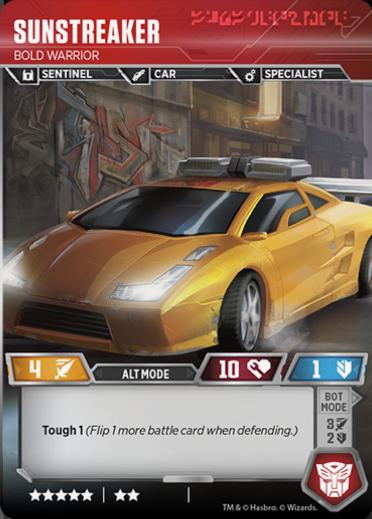 SUNSTREAKER
BOLD WARRIOR
SENTINEL CAR SPECIALIST
4 ALT MODE 10 1
Tough 1 (Flip 1 more battle card when defending.)
BOT
MODE
3
2
TM & © Hasbro. © Wizards.